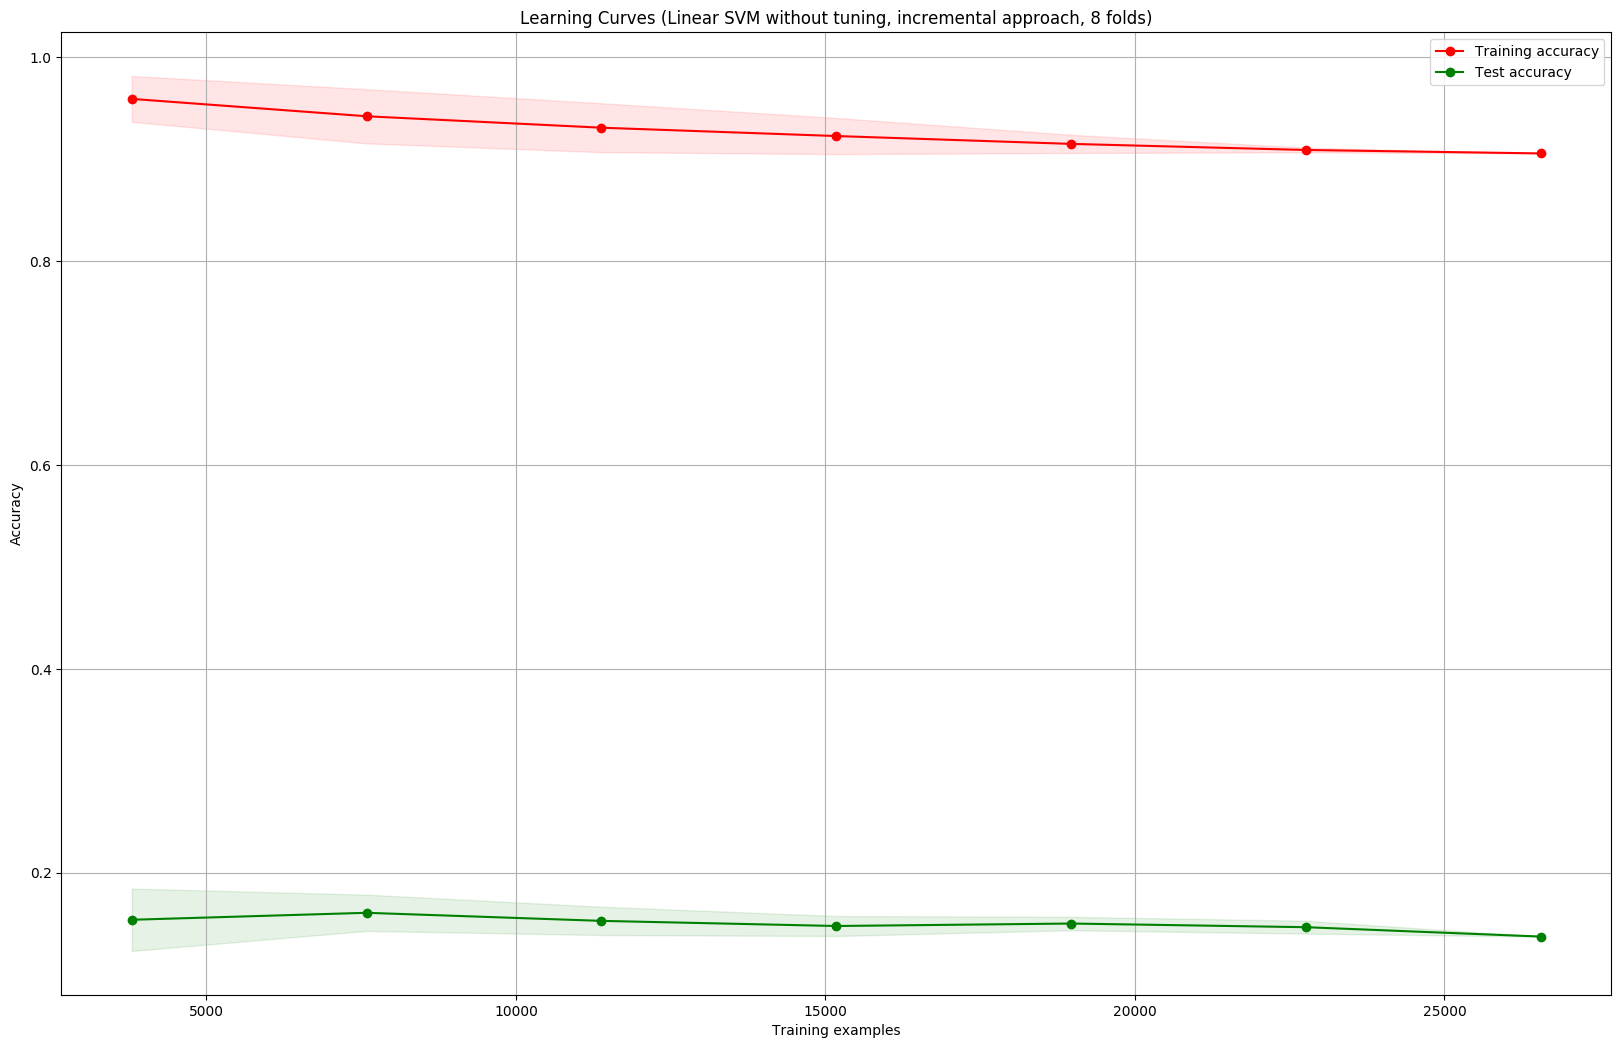 Learning Curves (Linear SVM without tuning, incremental approach, 8 folds)
Training accuracy
Test accuracy
1.0
0.8
0.6
0.4
0.2
Accuracy
5000 10000 15000 20000 25000
Training examples